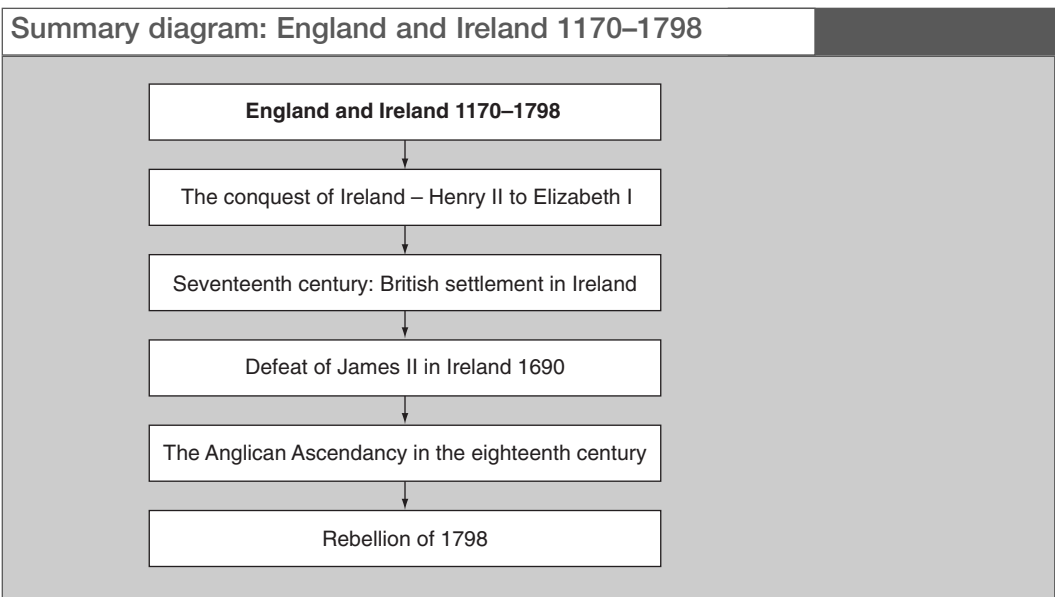 Summary diagram: England and Ireland 1170–1798
England and Ireland 1170–1798
The conquest of Ireland – Henry II to Elizabeth I
Seventeenth century: British settlement in Ireland
Defeat of James II in Ireland 1690
The Anglican Ascendancy in the eighteenth century
Rebellion of 1798